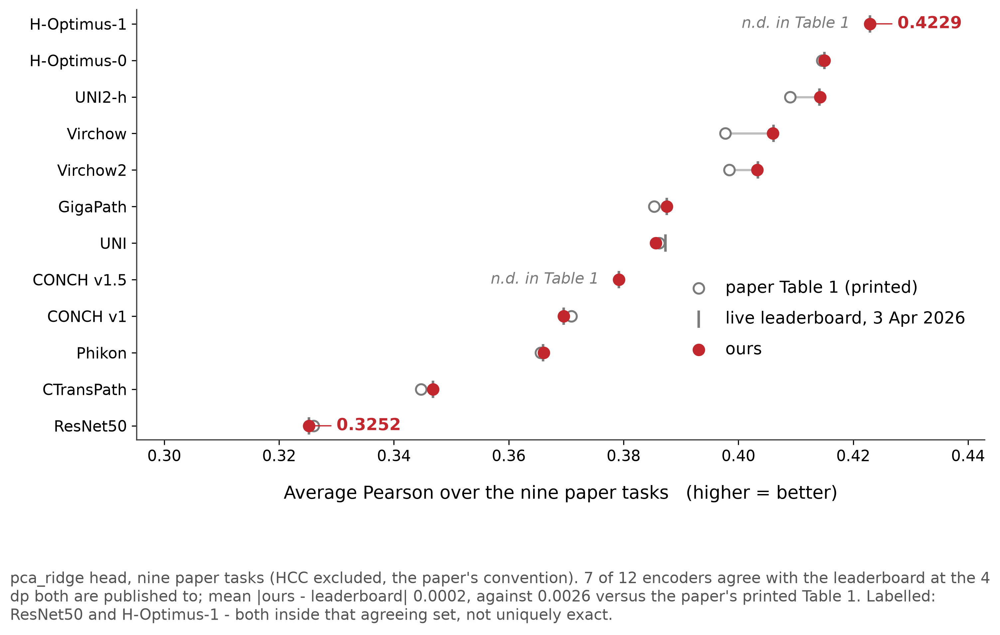 H-Optimus-1
n.d. in Table 1
0.4229
H-Optimus-0
UNI2-h
Virchow
Virchow2
GigaPath
UNI
CONCH v1.5
n.d. in Table 1
paper Table 1 (printed)
live leaderboard, 3 Apr 2026
ours
CONCH v1
Phikon
CTransPath
ResNet50
0.3252
0.30 0.32 0.34 0.36 0.38 0.40 0.42 0.44
Average Pearson over the nine paper tasks (higher = better)
pca_ridge head, nine paper tasks (HCC excluded, the paper's convention). 7 of 12 encoders agree with the leaderboard at the 4
dp both are published to; mean |ours - leaderboard| 0.0002, against 0.0026 versus the paper's printed Table 1. Labelled:
ResNet50 and H-Optimus-1 - both inside that agreeing set, not uniquely exact.